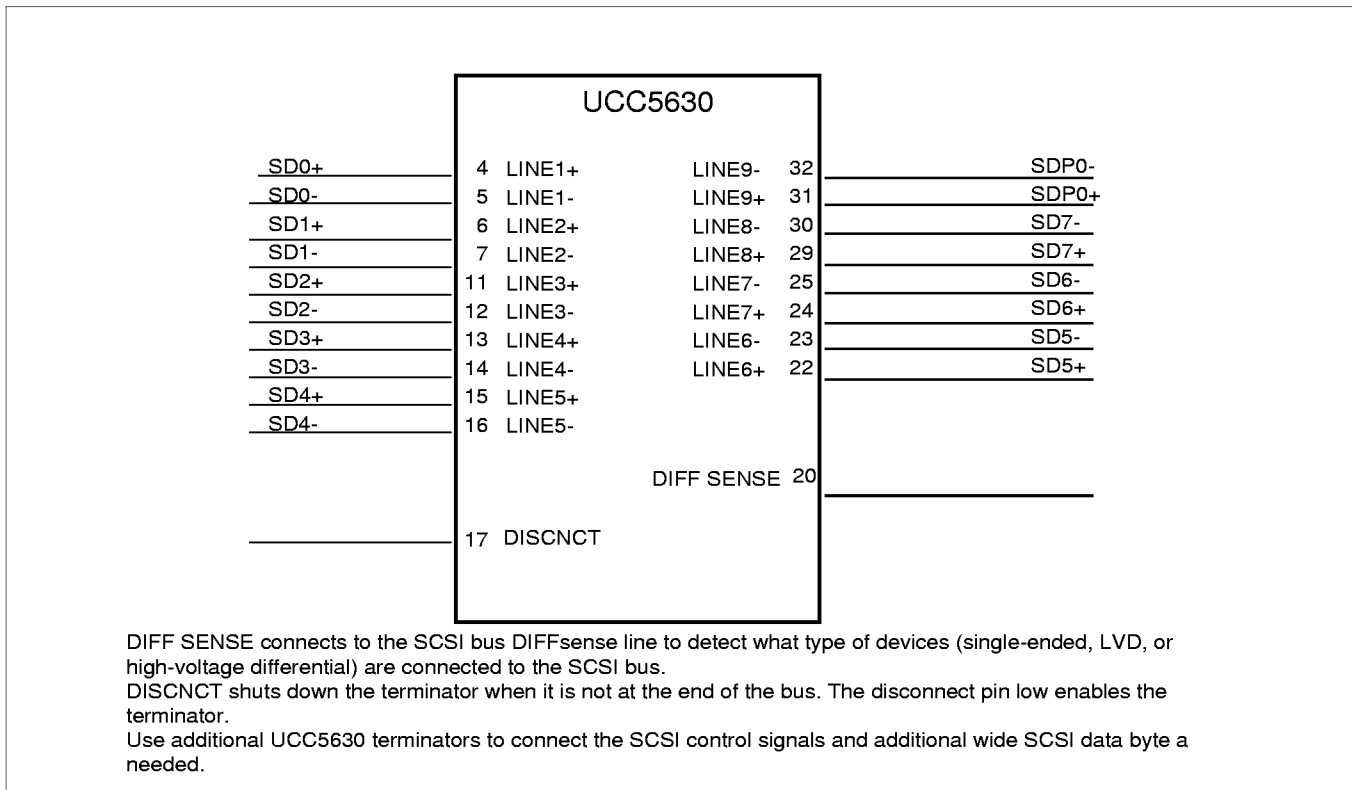 UCC5630
SD0+ 4 LINE1+ LINE9- 32 SDP0-
SD0- 5 LINE1- LINE9+ 31 SDP0+
SD1+ 6 LINE2+ LINE8- 30 SD7-
SD1- 7 LINE2- LINE8+ 29 SD7+
SD2+ 11 LINE3+ LINE7- 25 SD6-
SD2- 12 LINE3- LINE7+ 24 SD6+
SD3+ 13 LINE4+ LINE6- 23 SD5-
SD3- 14 LINE4- LINE6+ 22 SD5+
SD4+ 15 LINE5+
SD4- 16 LINE5-
DIFF SENSE 20
17 DISCNCT
DIFF SENSE connects to the SCSI bus DIFFsense line to detect what type of devices (single-ended, LVD, or
high-voltage differential) are connected to the SCSI bus.
DISCNCT shuts down the terminator when it is not at the end of the bus. The disconnect pin low enables the
terminator.
Use additional UCC5630 terminators to connect the SCSI control signals and additional wide SCSI data byte a
needed.